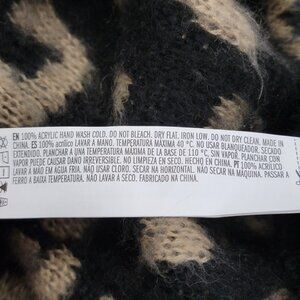 EN 100% ACRYLIC HAND WASH COLD. DO NOT BLEACH. DRY FLAT. IRON LOW. DO NOT DRY CLEAN. MADE IN
CHINA. ES 100% acrílico LAVAR A MANO. TEMPERATURA MÁXIMA 40 °C. NO USAR BLANQUEADOR. SECADO
EXTENDIDO. PLANCHAR A UNA TEMPERATURA MÁXIMA DE LA BASE DE 110 °C, SIN VAPOR. PLANCHAR CON
VAPOR PUEDE CAUSAR DAÑO IRREVERSIBLE. NO LIMPIEZA EN SECO. HECHO EN CHINA. PT 100% ACRÍLICO
LAVAR A MÃO EM ÁGUA FRIA. NÃO USAR CLORO. SECAR NA HORIZONTAL. NÃO SECAR NA MAQUINA. PASSAR A
FERRO A BAIXA TEMPERATURA. NÃO LAVAR A SECO. FABRICADO NA CHINA.